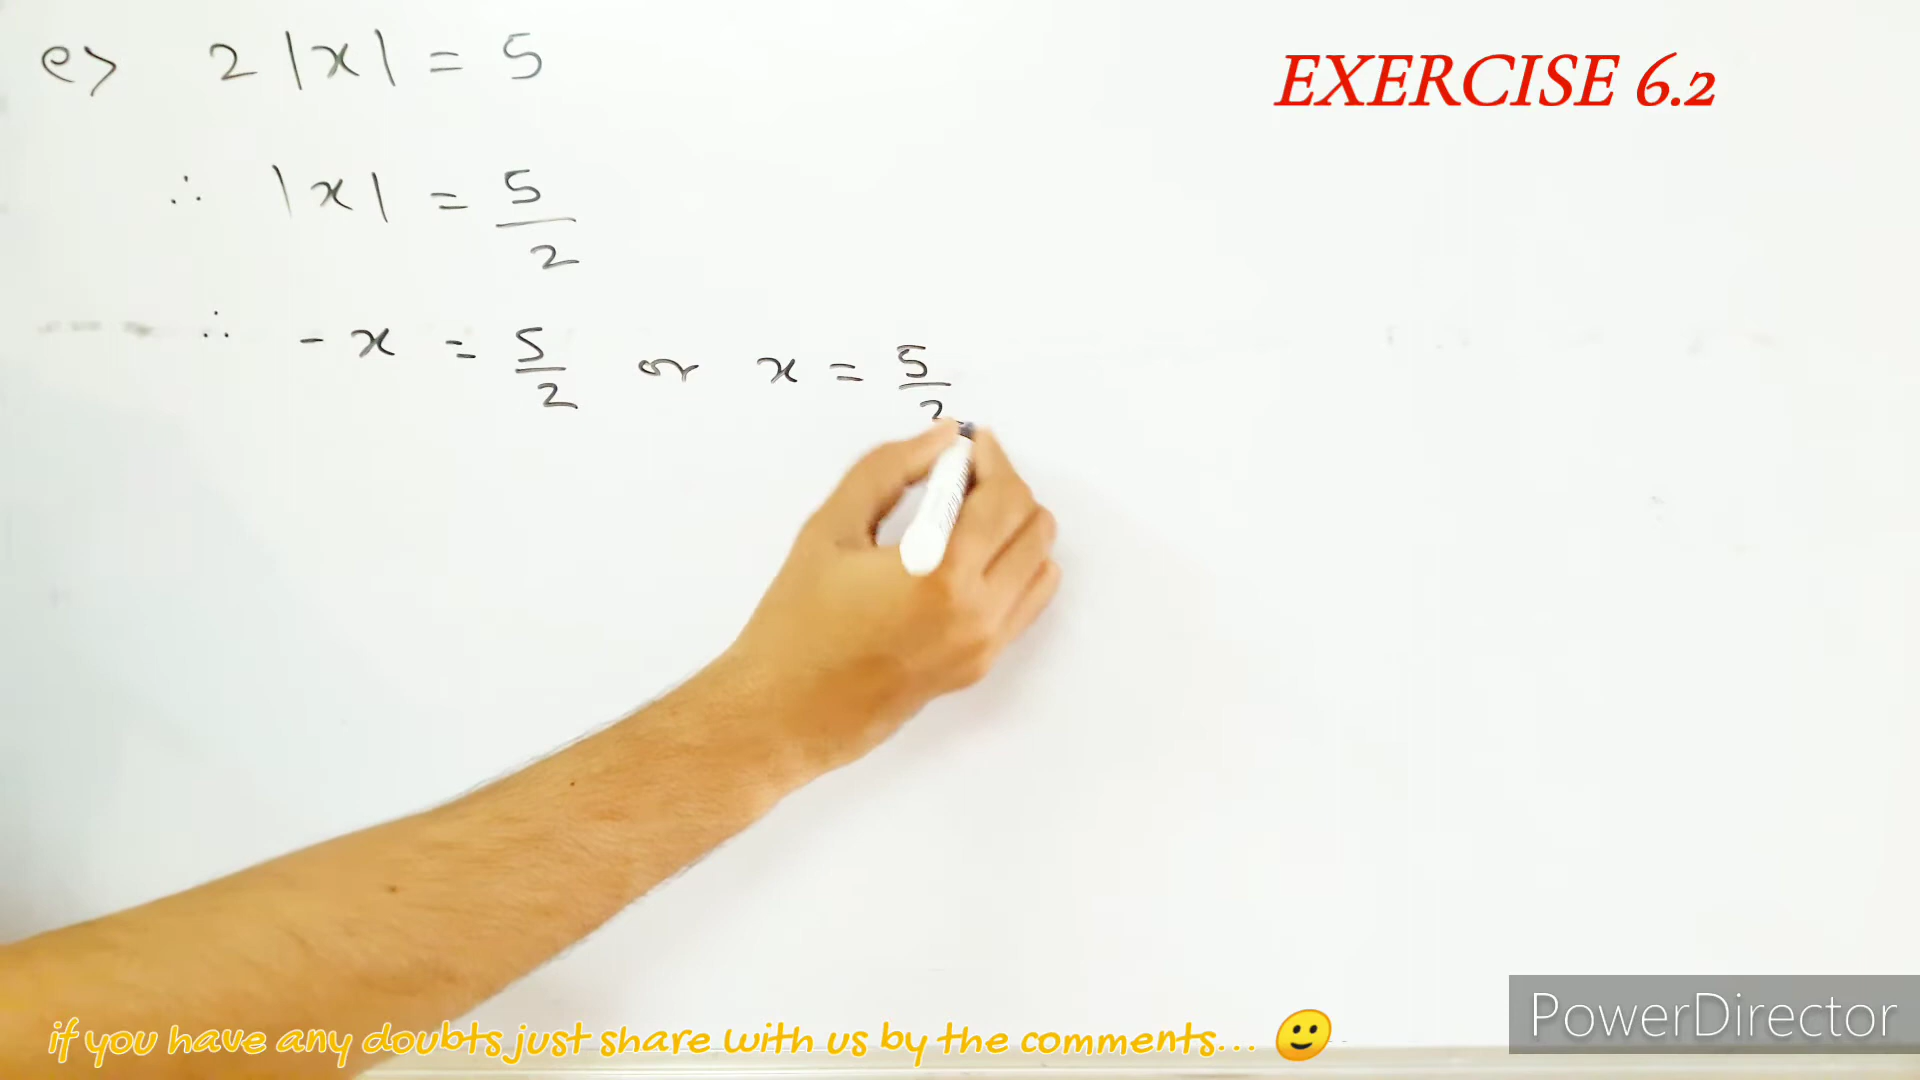 e> 2|x| = 5
EXERCISE 6.2
∴ |x| = 5/2
∴ -x = 5/2 or x = 5/2
if you have any doubts just share with us by the comments... 🙂
PowerDirector